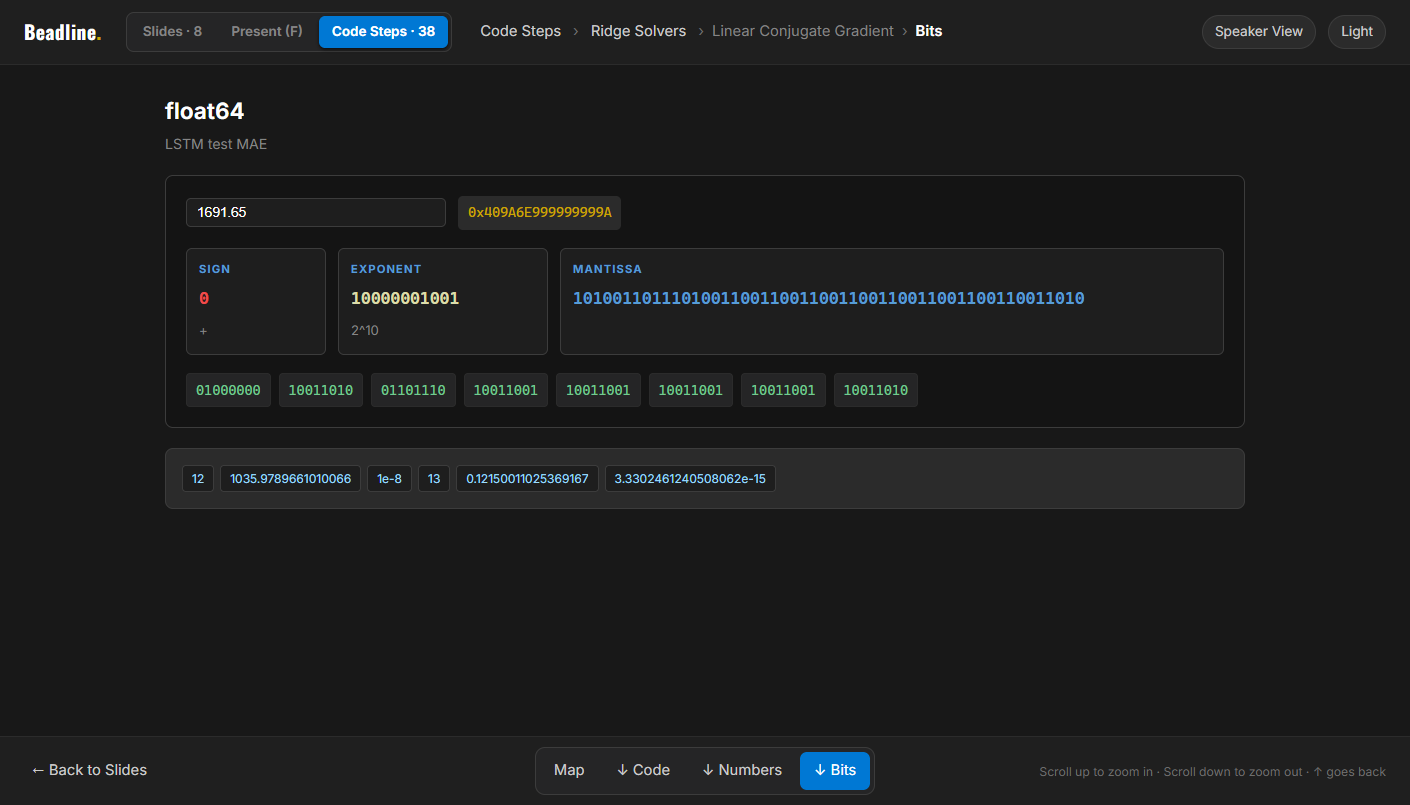 Beadline.
Slides · 8
Present (F)
Code Steps · 38
Code Steps › Ridge Solvers › Linear Conjugate Gradient › Bits
Speaker View
Light
float64
LSTM test MAE
1691.65
0x409A6E999999999A
SIGN
0
+
EXPONENT
10000001001
2^10
MANTISSA
1010011011101001100110011001100110011001100110011010
01000000 10011010 01101110 10011001 10011001 10011001 10011001 10011010
12 1035.9789661010066 1e-8 13 0.12150011025369167 3.3302461240508062e-15
← Back to Slides
Map
↓ Code
↓ Numbers
↓ Bits
Scroll up to zoom in · Scroll down to zoom out · ↑ goes back